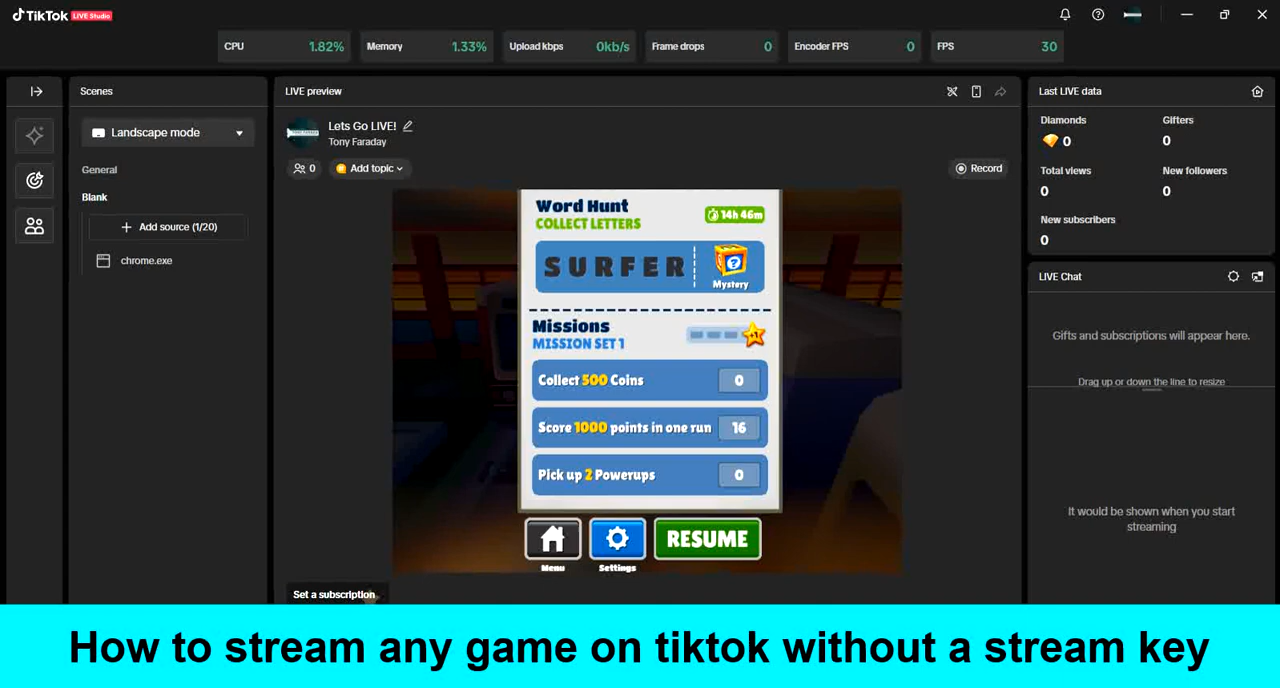 TikTok LIVE Studio
CPU 1.82%
Memory 1.33%
Upload kbps 0kb/s
Frame drops 0
Encoder FPS 0
FPS 30
Scenes
Landscape mode
General
Blank
Add source (1/20)
chrome.exe
LIVE preview
Lets Go LIVE!
Tony Faraday
0
Add topic
Record
Word Hunt
COLLECT LETTERS
14h 46m
SURFER
Mystery
Missions
MISSION SET 1
+1
Collect 500 Coins 0
Score 1000 points in one run 16
Pick up 2 Powerups 0
RESUME
Menu
Settings
Set a subscription
Last LIVE data
Diamonds
0
Gifters
0
Total views
0
New followers
0
New subscribers
0
LIVE Chat
Gifts and subscriptions will appear here.
Drag up or down the line to resize
It would be shown when you start
streaming
How to stream any game on tiktok without a stream key